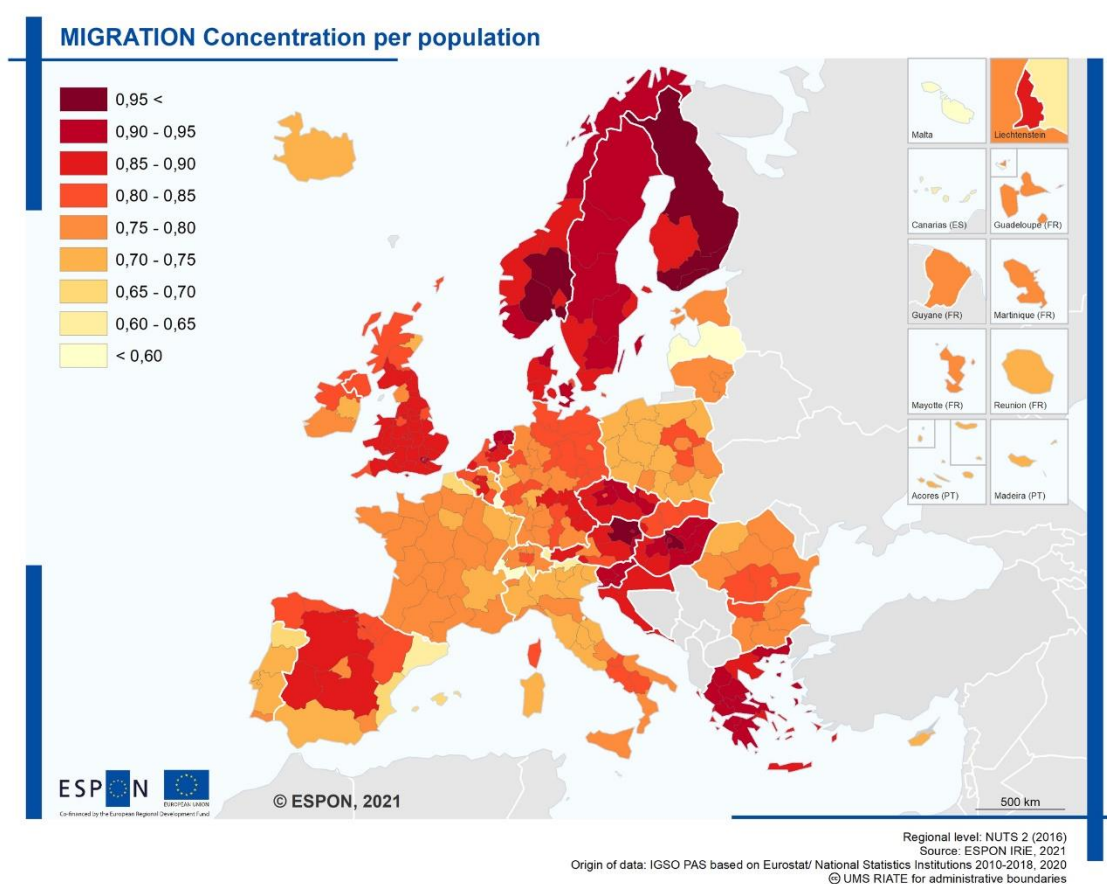 MIGRATION Concentration per population
0,95 <
0,90 - 0,95
0,85 - 0,90
0,80 - 0,85
0,75 - 0,80
0,70 - 0,75
0,65 - 0,70
0,60 - 0,65
< 0,60
Malta
Liechtenstein
Canarias (ES)
Guadeloupe (FR)
Guyane (FR)
Martinique (FR)
Mayotte (FR)
Reunion (FR)
Acores (PT)
Madeira (PT)
ESPON
EUROPEAN UNION
Co-financed by the European Regional Development Fund
© ESPON, 2021
500 km
Regional level: NUTS 2 (2016)
Source: ESPON IRiE, 2021
Origin of data: IGSO PAS based on Eurostat/ National Statistics Institutions 2010-2018, 2020
㏄ UMS RIATE for administrative boundaries